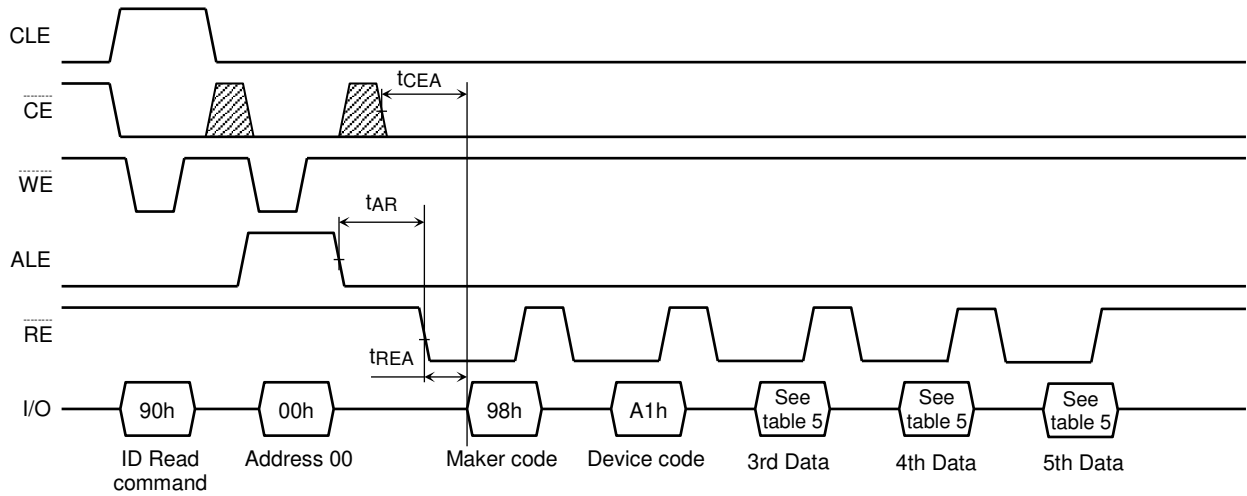 CLE
tCEA
CE
WE
tAR
ALE
RE
tREA
I/O
90h
00h
98h
A1h
See
table 5
See
table 5
See
table 5
ID Read
command
Address 00
Maker code
Device code
3rd Data
4th Data
5th Data